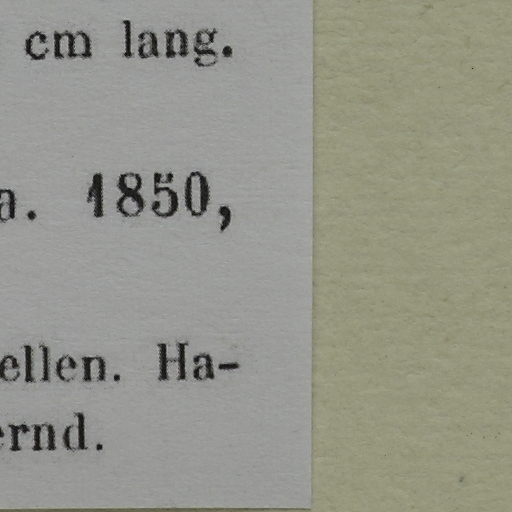 cm lang.
a. 1850,
ellen. Ha-
ernd.